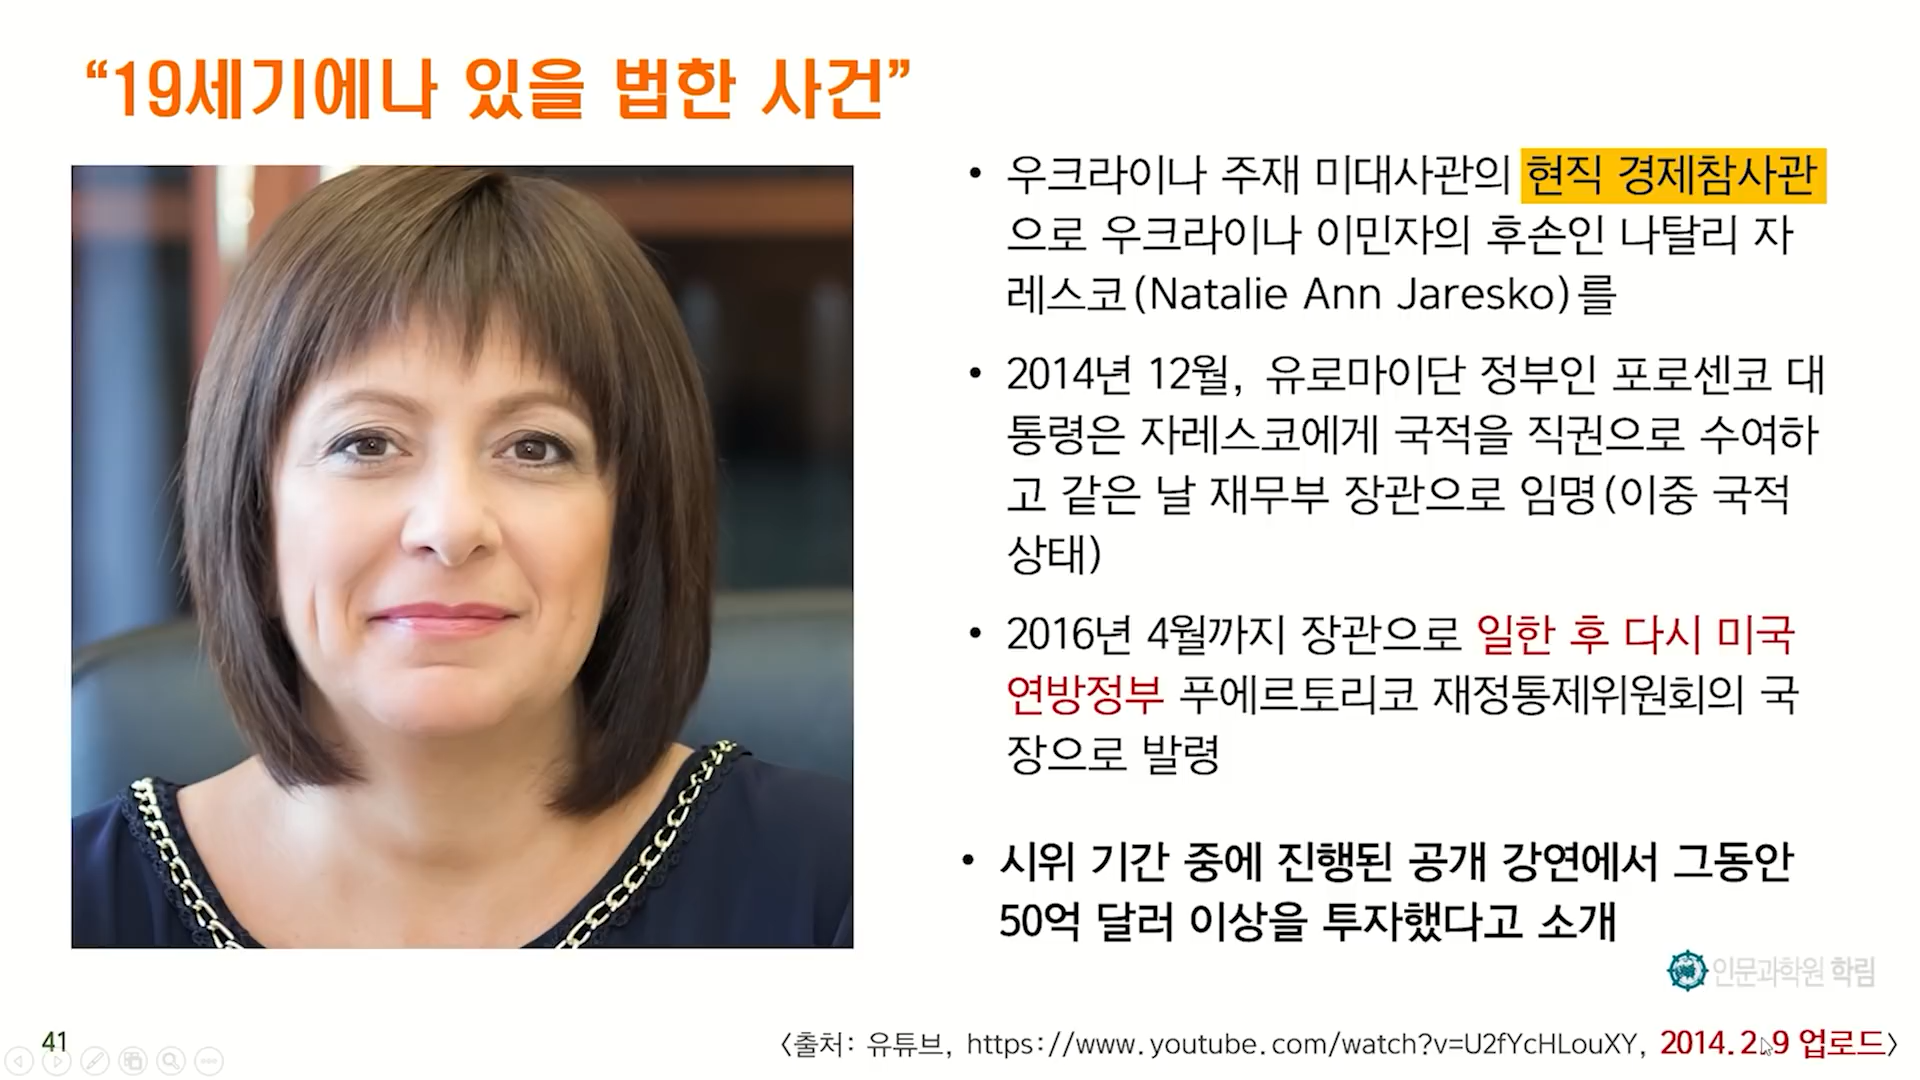 “19세기에나 있을 법한 사건”
• 우크라이나 주재 미대사관의 현직 경제참사관
으로 우크라이나 이민자의 후손인 나탈리 자
레스코(Natalie Ann Jaresko)를
• 2014년 12월, 유로마이단 정부인 포로센코 대
통령은 자레스코에게 국적을 직권으로 수여하
고 같은 날 재무부 장관으로 임명(이중 국적
상태)
• 2016년 4월까지 장관으로 일한 후 다시 미국
연방정부 푸에르토리코 재정통제위원회의 국
장으로 발령
• 시위 기간 중에 진행된 공개 강연에서 그동안
50억 달러 이상을 투자했다고 소개
인문과학원 학림
41
<출처: 유튜브, https://www.youtube.com/watch?v=U2fYcHLouXY, 2014.2.9 업로드>